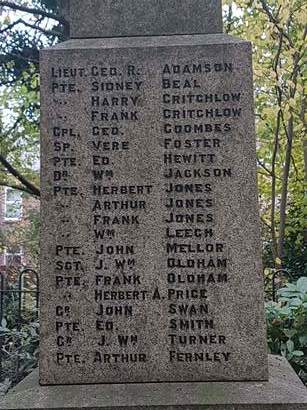 LIEUT. GEO. R. ADAMSON
PTE. SIDNEY BEAL
" HARRY CRITCHLOW
" FRANK CRITCHLOW
CPL. GEO. COOMBES
SP. VERE FOSTER
PTE. ED. HEWITT
DR. WM JACKSON
PTE. HERBERT JONES
" ARTHUR JONES
" FRANK JONES
" WM LEECH
PTE. JOHN MELLOR
SGT. J. WM OLDHAM
PTE. FRANK OLDHAM
" HERBERT A. PRICE
GR JOHN SWAN
PTE. ED. SMITH
GR J. WM TURNER
PTE. ARTHUR FERNLEY